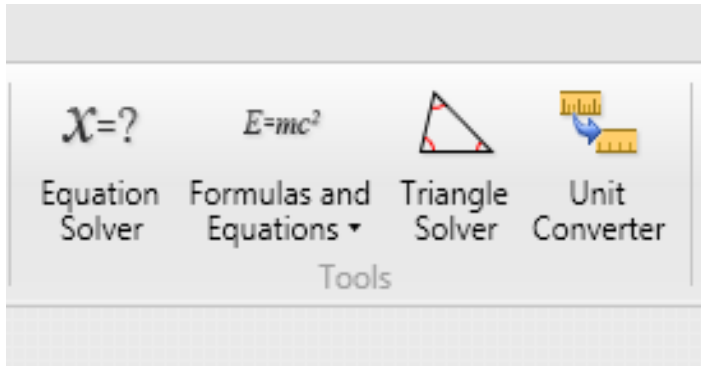 x=?
E=mc²
Equation
Solver
Formulas and
Equations
Triangle
Solver
Unit
Converter
Tools